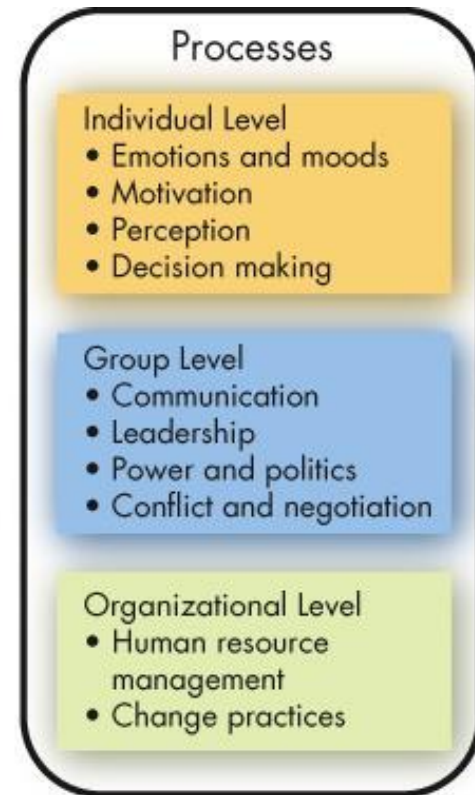 Processes
Individual Level
• Emotions and moods
• Motivation
• Perception
• Decision making
Group Level
• Communication
• Leadership
• Power and politics
• Conflict and negotiation
Organizational Level
• Human resource
management
• Change practices